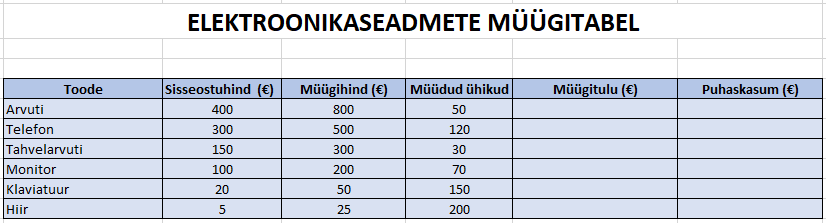 ELEKTROONIKASEADMETE MÜÜGITABEL
Toode Sisseostuhind (€) Müügihind (€) Müüdud ühikud Müügitulu (€) Puhaskasum (€)
Arvuti 400 800 50
Telefon 300 500 120
Tahvelarvuti 150 300 30
Monitor 100 200 70
Klaviatuur 20 50 150
Hiir 5 25 200